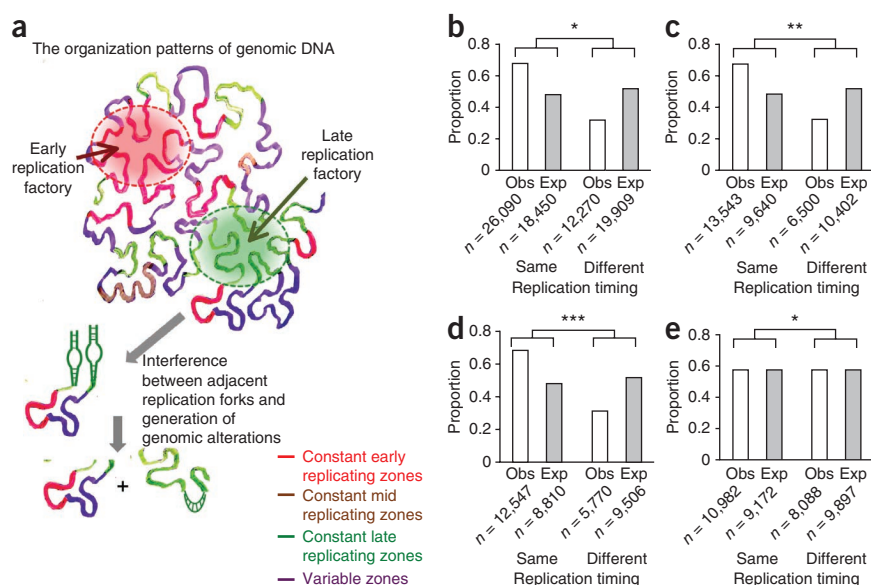 a
The organization patterns of genomic DNA
Early
replication
factory
Late
replication
factory
Interference
between adjacent
replication forks and
generation of
genomic alterations
+
Constant early
replicating zones
Constant mid
replicating zones
Constant late
replicating zones
Variable zones
b
*
0.8
0.6
0.4
0.2
0
Proportion
Obs Exp Obs Exp
n = 26,090
n = 18,450
n = 12,270
n = 19,909
Same Different
Replication timing
c
**
0.8
0.6
0.4
0.2
0
Proportion
Obs Exp Obs Exp
n = 13,543
n = 9,640
n = 6,500
n = 10,402
Same Different
Replication timing
d
***
0.8
0.6
0.4
0.2
0
Proportion
Obs Exp Obs Exp
n = 12,547
n = 8,810
n = 5,770
n = 9,506
Same Different
Replication timing
e
*
0.8
0.6
0.4
0.2
0
Proportion
Obs Exp Obs Exp
n = 10,982
n = 9,172
n = 8,088
n = 9,897
Same Different
Replication timing